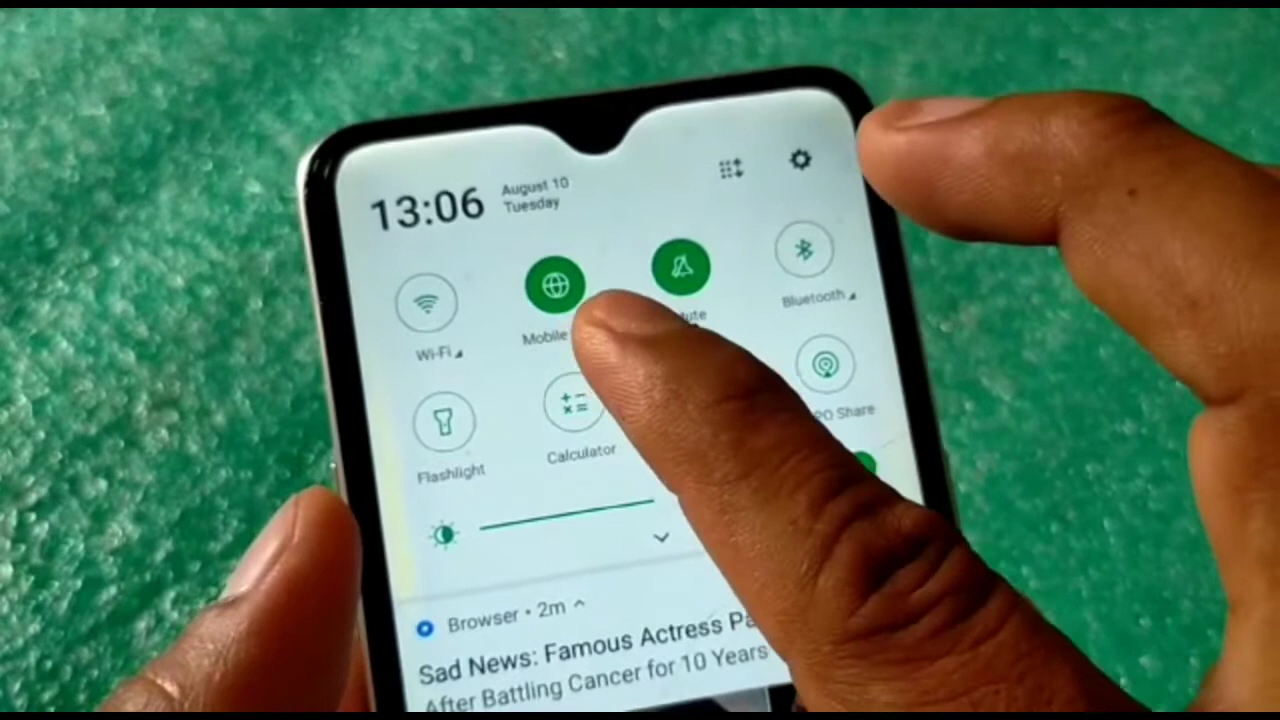 13:06
August 10
Tuesday
Wi-Fi
Mobile
Bluetooth
Flashlight
Calculator
Share
Browser • 2m
Sad News: Famous Actress
After Battling Cancer for 10 Years